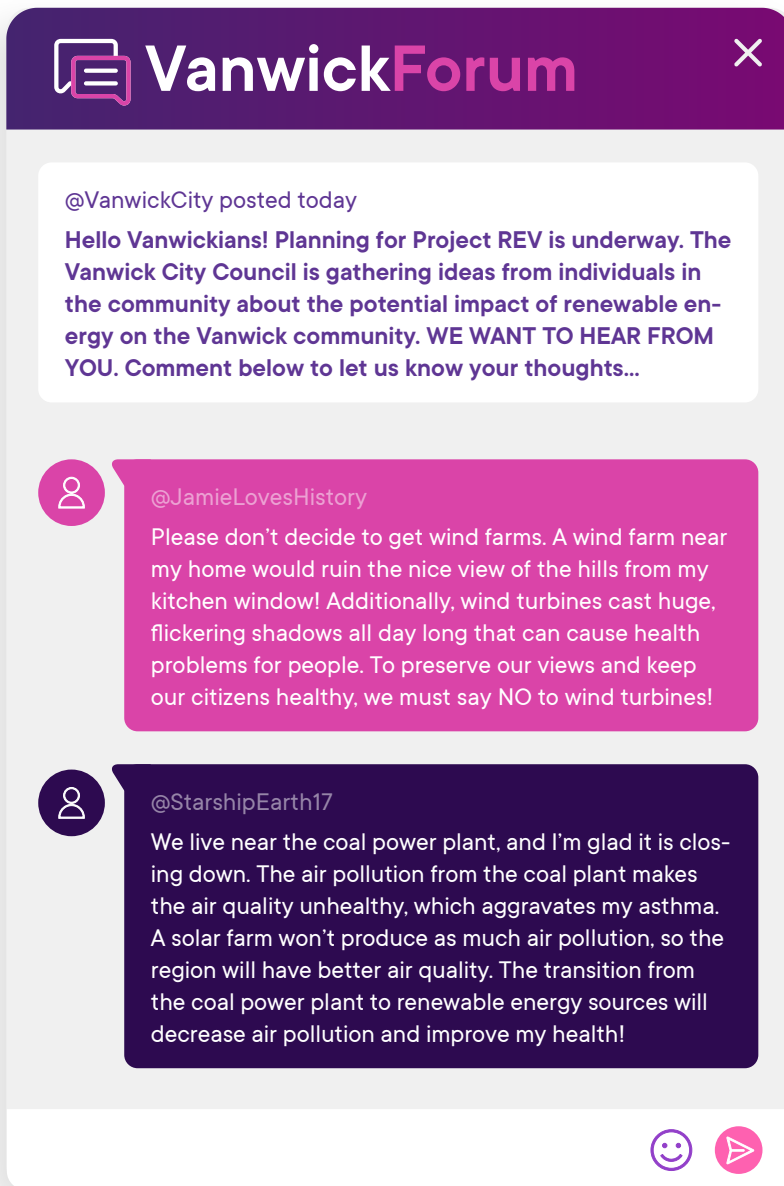 VanwickForum
@VanwickCity posted today
Hello Vanwickians! Planning for Project REV is underway. The
Vanwick City Council is gathering ideas from individuals in
the community about the potential impact of renewable en-
ergy on the Vanwick community. WE WANT TO HEAR FROM
YOU. Comment below to let us know your thoughts...
@JamieLovesHistory
Please don’t decide to get wind farms. A wind farm near
my home would ruin the nice view of the hills from my
kitchen window! Additionally, wind turbines cast huge,
flickering shadows all day long that can cause health
problems for people. To preserve our views and keep
our citizens healthy, we must say NO to wind turbines!
@StarshipEarth17
We live near the coal power plant, and I’m glad it is clos-
ing down. The air pollution from the coal plant makes
the air quality unhealthy, which aggravates my asthma.
A solar farm won’t produce as much air pollution, so the
region will have better air quality. The transition from
the coal power plant to renewable energy sources will
decrease air pollution and improve my health!